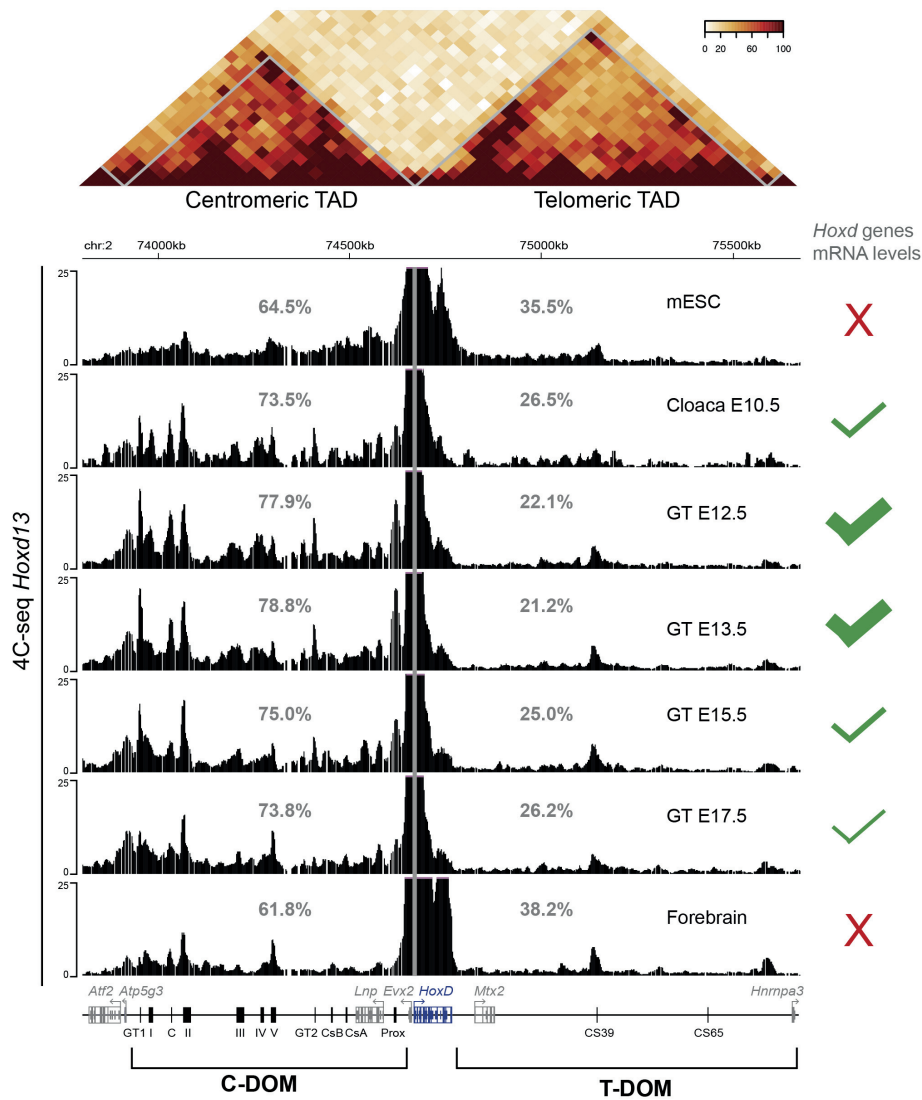 0 20 40 60 80 100
Centromeric TAD Telomeric TAD
Hoxd genes
mRNA levels
chr:2 74000kb 74500kb 75000kb 75500kb
4C-seq Hoxd13
25
64.5% 35.5% mESC X
0
25
73.5% 26.5% Cloaca E10.5
0
25
77.9% 22.1% GT E12.5
0
25
78.8% 21.2% GT E13.5
0
25
75.0% 25.0% GT E15.5
0
25
73.8% 26.2% GT E17.5
0
25
61.8% 38.2% Forebrain X
0
Atf2 Atp5g3 Lnp Evx2 HoxD Mtx2 Hnrnpa3
GT1 I C II III IV V GT2 CsB CsA Prox CS39 CS65
C-DOM T-DOM